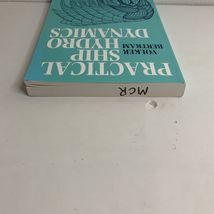 PRACTICAL
SHIP
HYDRO
DYNAMICS
VOLKER
BERTRAM
MCR